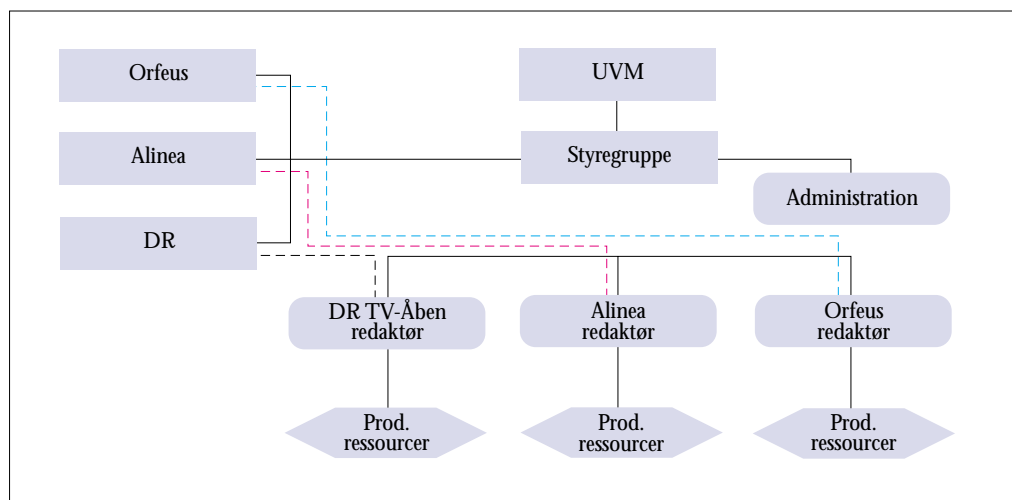 Orfeus
UVM
Alinea
Styregruppe
Administration
DR
DR TV-Åben
redaktør
Alinea
redaktør
Orfeus
redaktør
Prod.
ressourcer
Prod.
ressourcer
Prod.
ressourcer